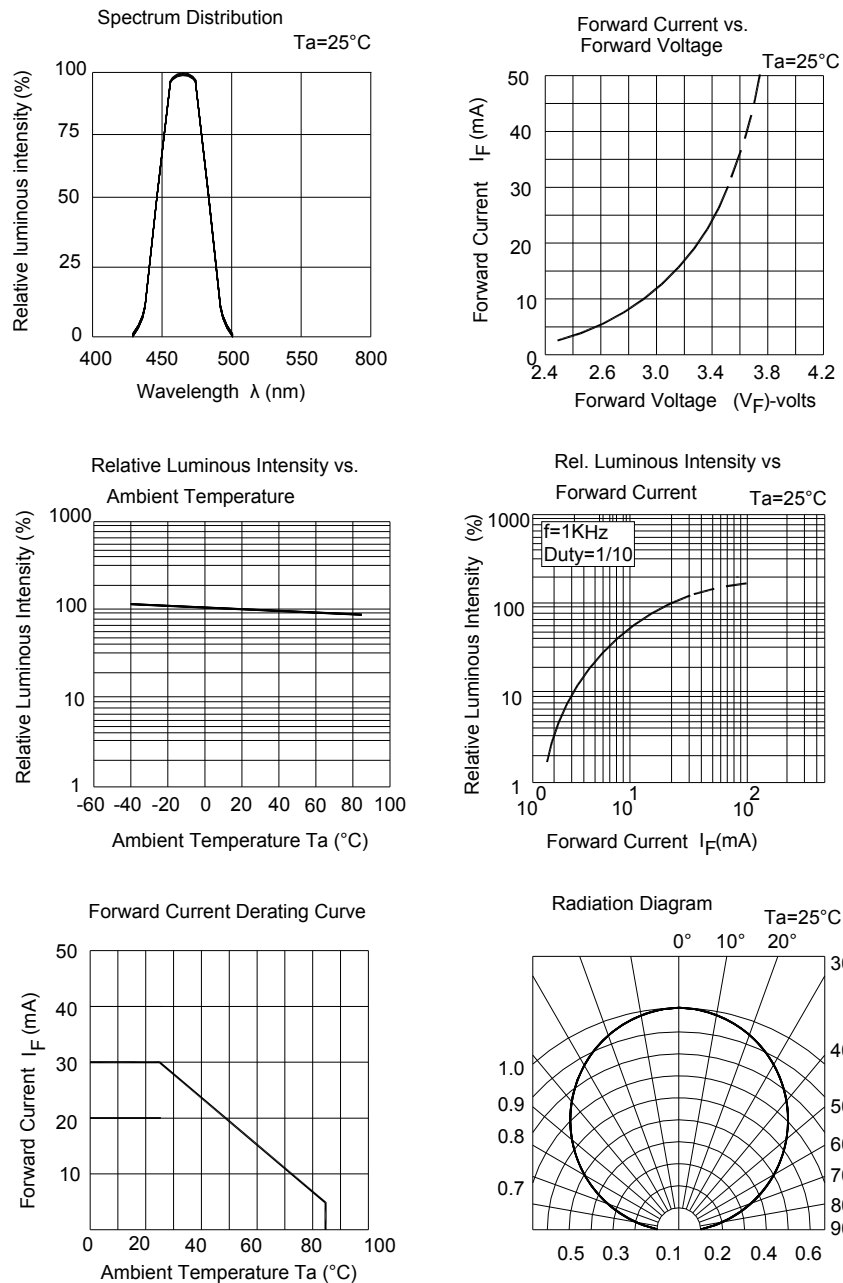 Spectrum Distribution
Ta=25°C
Relative luminous intensity (%)
100
75
50
25
0
400 450 500 550 800
Wavelength λ (nm)
Forward Current vs.
Forward Voltage
Ta=25°C
Forward Current IF (mA)
50
40
30
20
10
0
2.4 2.6 3.0 3.4 3.8 4.2
Forward Voltage (VF)-volts
Relative Luminous Intensity vs.
Ambient Temperature
Relative Luminous Intensity (%)
1000
100
10
1
-60 -40 -20 0 20 40 60 80 100
Ambient Temperature Ta (°C)
Rel. Luminous Intensity vs
Forward Current
Ta=25°C
Relative Luminous Intensity (%)
f=1KHz
Duty=1/10
1000
100
10
1
10^0 10^1 10^2
Forward Current IF(mA)
Forward Current Derating Curve
Forward Current IF (mA)
50
40
30
20
10
0 20 40 60 80 100
Ambient Temperature Ta (°C)
Radiation Diagram
Ta=25°C
0° 10° 20°
1.0
0.9
0.8
0.7
0.5 0.3 0.1 0.2 0.4 0.6